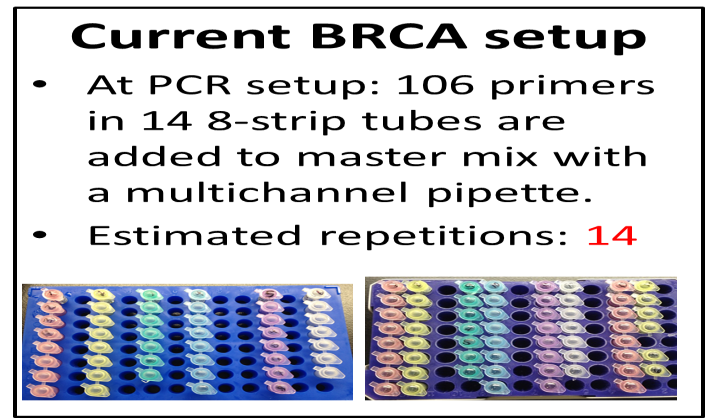 Current BRCA setup
• At PCR setup: 106 primers
in 14 8-strip tubes are
added to master mix with
a multichannel pipette.
• Estimated repetitions: 14